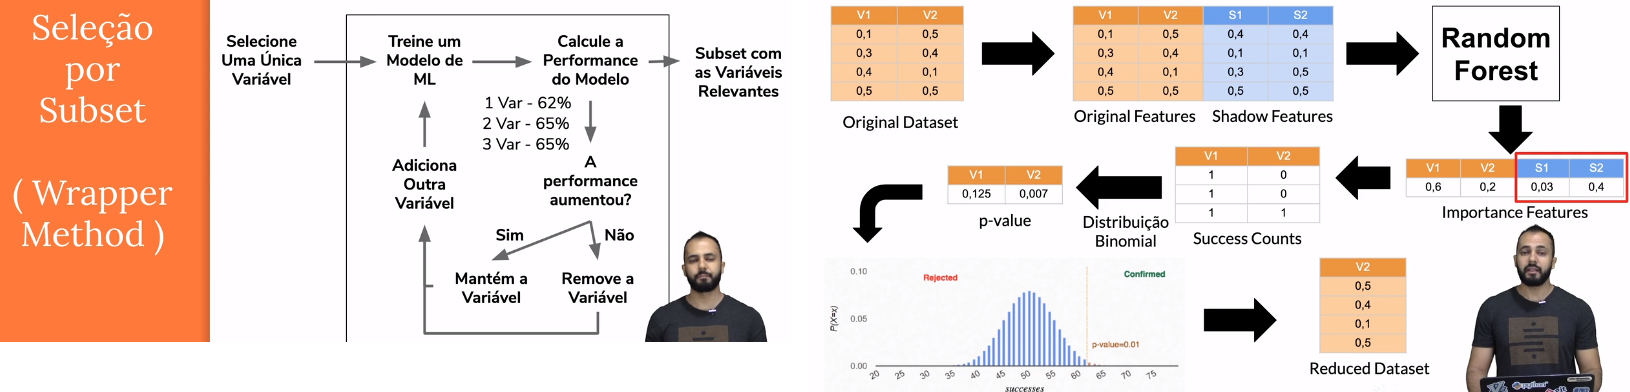 Seleção
por
Subset
( Wrapper
Method )
Selecione
Uma Única
Variável
Treine um
Modelo de
ML
Calcule a
Performance
do Modelo
Subset com
as Variáveis
Relevantes
1 Var - 62%
2 Var - 65%
3 Var - 65%
A
performance
aumentou?
Adiciona
Outra
Variável
Sim
Não
Mantém a
Variável
Remove a
Variável
V1 V2
0,1 0,5
0,3 0,4
0,4 0,1
0,5 0,5
Original Dataset
V1 V2 S1 S2
0,1 0,5 0,4 0,4
0,3 0,4 0,1 0,1
0,4 0,1 0,3 0,5
0,5 0,5 0,5 0,5
Original Features Shadow Features
Random
Forest
V1 V2 S1 S2
0,6 0,2 0,03 0,4
Importance Features
V1 V2
1 0
1 0
1 1
Success Counts
Distribuição
Binomial
V1 V2
0,125 0,007
p-value
Rejected
Confirmed
P(X=x)
0.10
0.05
0.00
p-value=0.01
20 25 30 35 40 45 50 55 60 65 70 75
successes
V2
0,5
0,4
0,1
0,5
Reduced Dataset
python